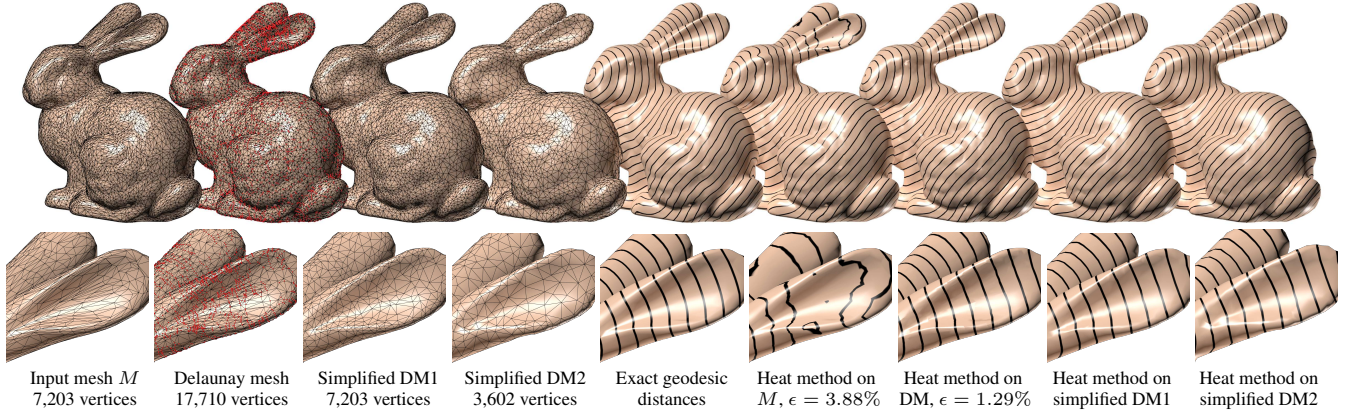 Input mesh M
7,203 vertices
Delaunay mesh
17,710 vertices
Simplified DM1
7,203 vertices
Simplified DM2
3,602 vertices
Exact geodesic
distances
Heat method on
M, ϵ = 3.88%
Heat method on
DM, ϵ = 1.29%
Heat method on
simplified DM1
Heat method on
simplified DM2